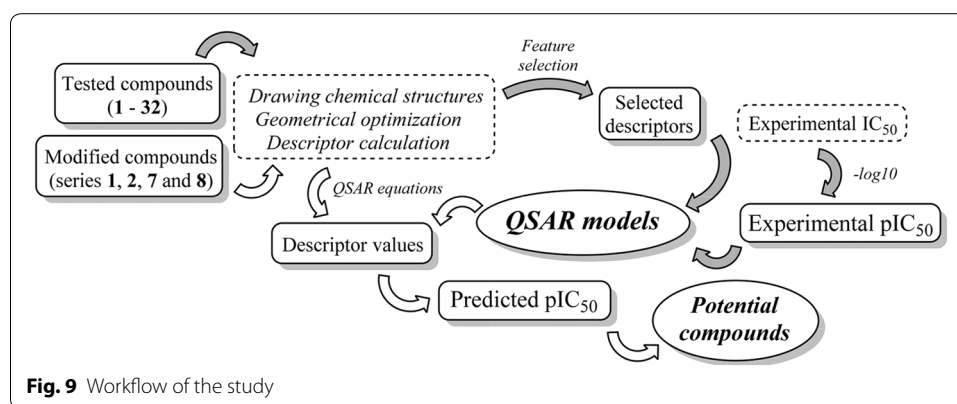 Tested compounds
(1 - 32)
Modified compounds
(series 1, 2, 7 and 8)
Drawing chemical structures
Geometrical optimization
Descriptor calculation
Feature
selection
Selected
descriptors
Experimental IC50
-log10
Experimental pIC50
QSAR equations
QSAR models
Descriptor values
Predicted pIC50
Potential
compounds
Fig. 9 Workflow of the study